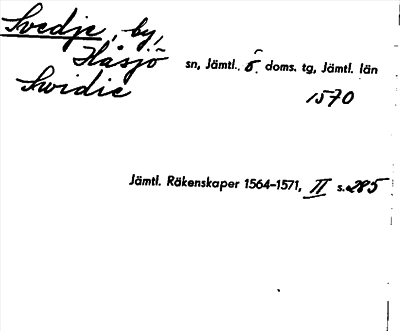 Svedje, by,
Håsjö sn, Jämtl. ö. doms. tg, Jämtl. län
Swidie 1570
Jämtl. Räkenskaper 1564–1571, II s. 285